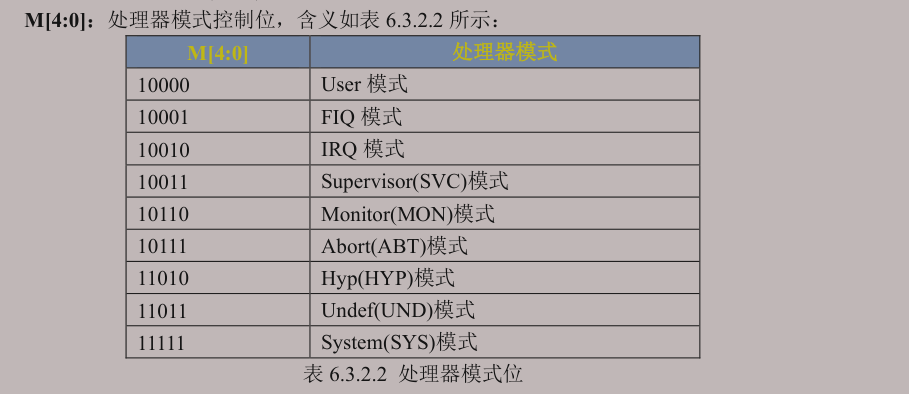 M[4:0]：处理器模式控制位，含义如表 6.3.2.2 所示：
M[4:0] 处理器模式
10000 User 模式
10001 FIQ 模式
10010 IRQ 模式
10011 Supervisor(SVC)模式
10110 Monitor(MON)模式
10111 Abort(ABT)模式
11010 Hyp(HYP)模式
11011 Undef(UND)模式
11111 System(SYS)模式
表 6.3.2.2 处理器模式位